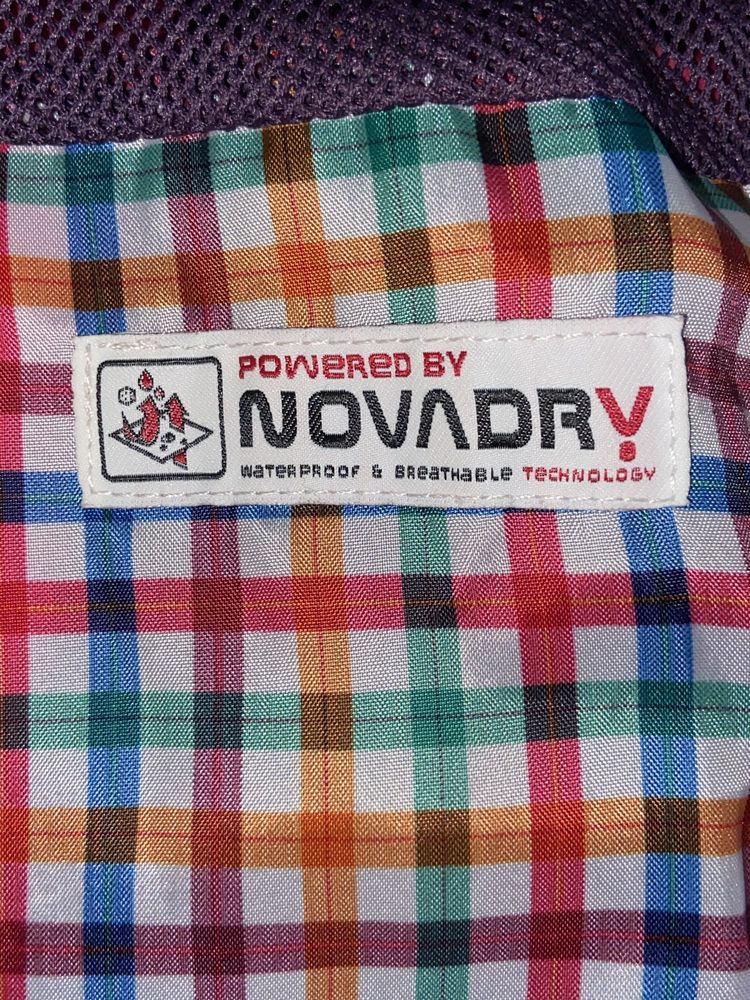 POWERED BY
NOVADRY
WATERPROOF & BREATHABLE TECHNOLOGY